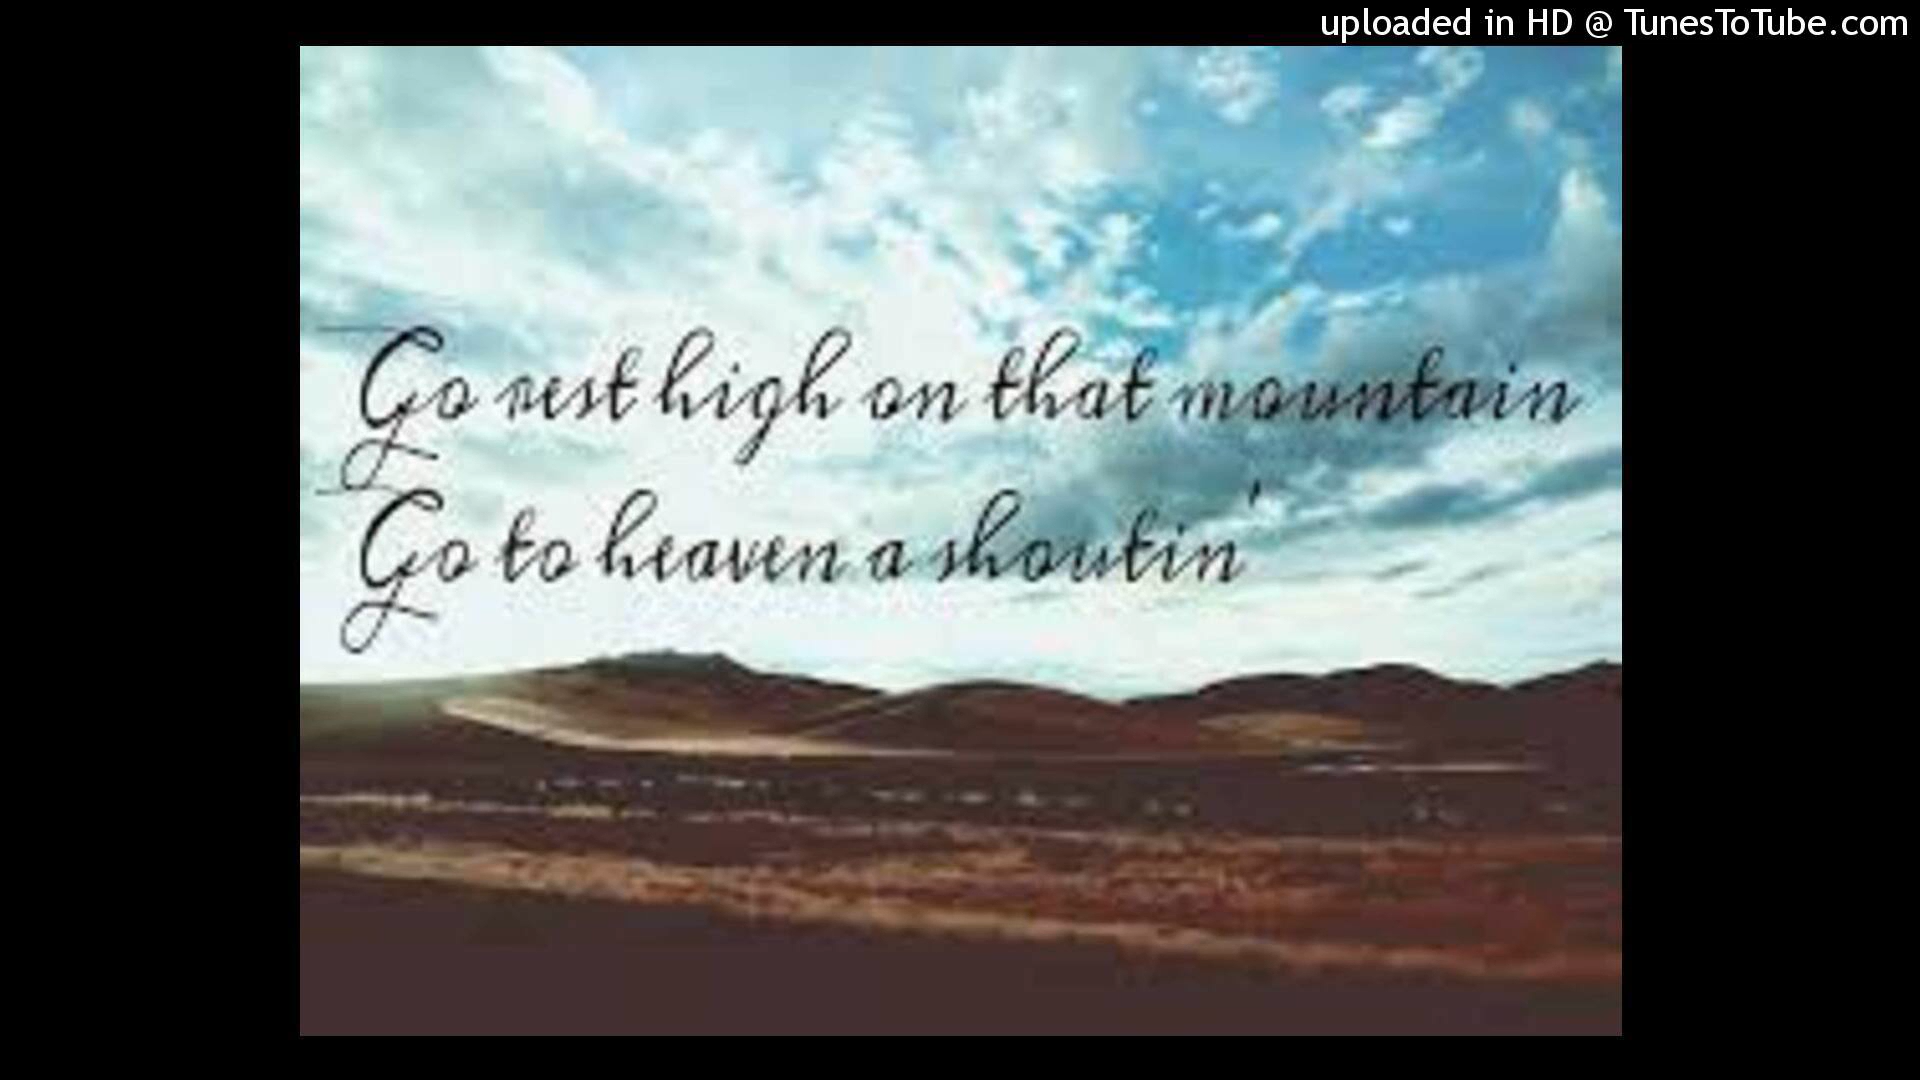 uploaded in HD @ TunesToTube.com
Go rest high on that mountain
Go to heaven a shoutin'